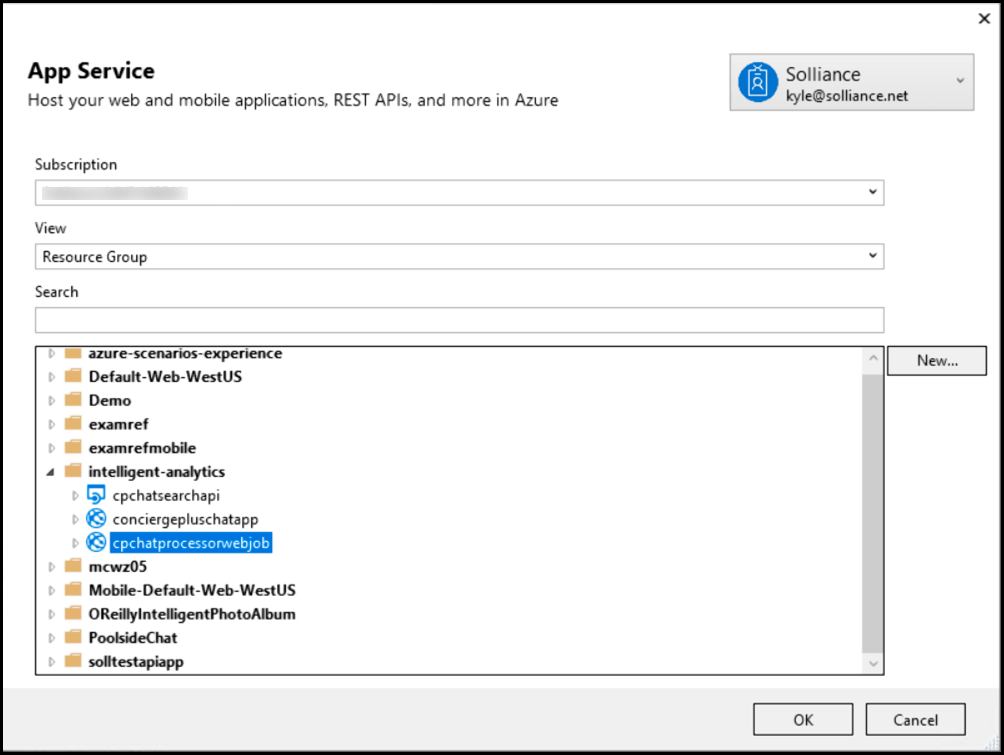 App Service
Host your web and mobile applications, REST APIs, and more in Azure
Solliance
kyle@solliance.net
Subscription
View
Resource Group
Search
azure-scenarios-experience
Default-Web-WestUS
Demo
examref
examrefmobile
intelligent-analytics
cpchatsearchapi
conciergepluschatapp
cpchatprocessorwebjob
mcwz05
Mobile-Default-Web-WestUS
OReillyIntelligentPhotoAlbum
PoolsideChat
solltestapiapp
New...
OK
Cancel